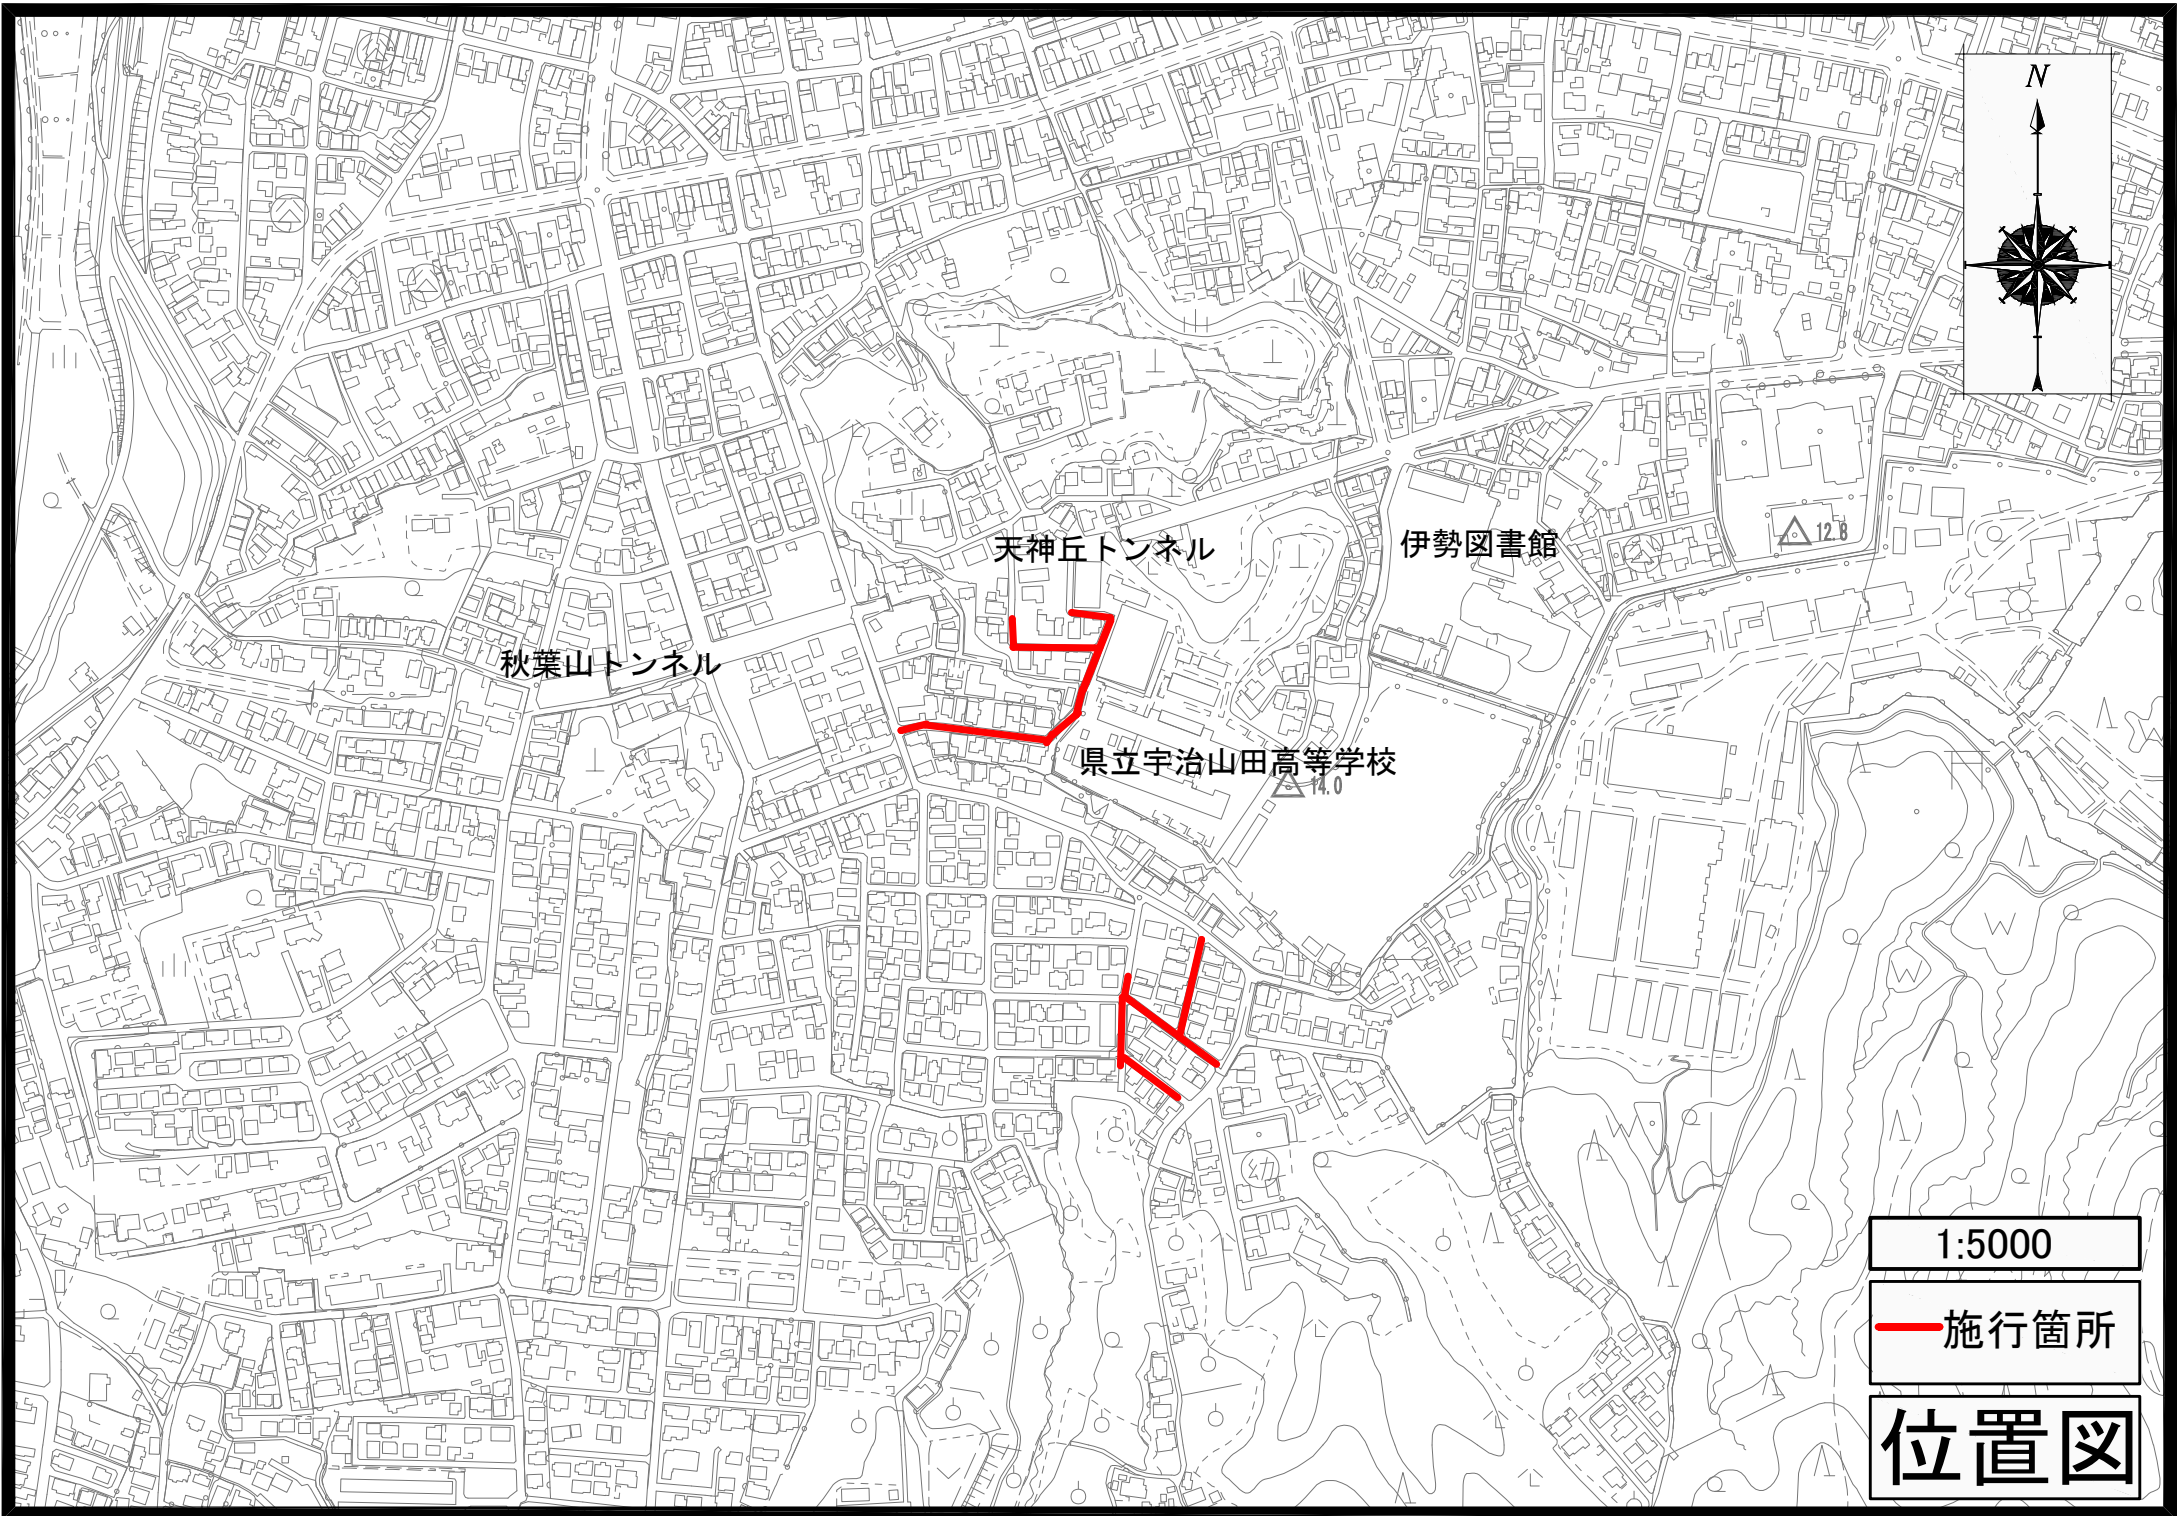 N
天神丘トンネル
伊勢図書館
12.8
秋葉山トンネル
県立宇治山田高等学校
14.0
幼
1:5000
施行箇所
位置図